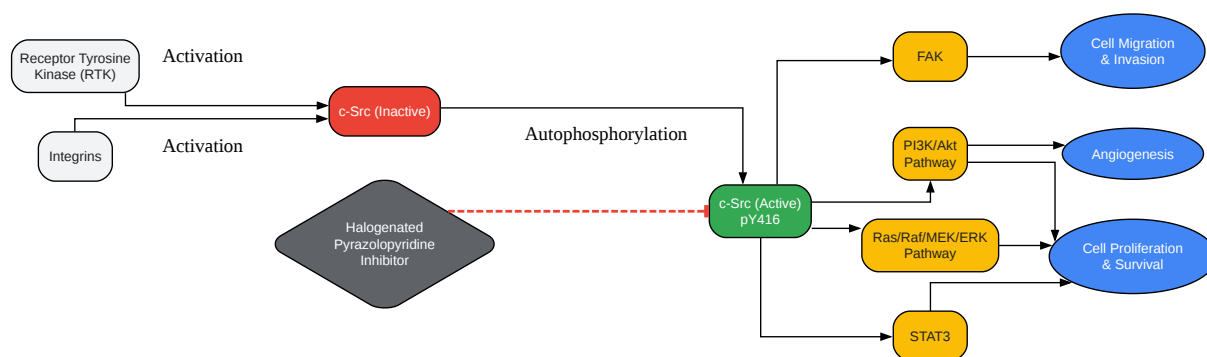 Receptor Tyrosine
Kinase (RTK)
Activation
Integrins
Activation
c-Src (Inactive)
Autophosphorylation
Halogenated
Pyrazolopyridine
Inhibitor
c-Src (Active)
pY416
FAK
PI3K/Akt
Pathway
Ras/Raf/MEK/ERK
Pathway
STAT3
Cell Migration
& Invasion
Angiogenesis
Cell Proliferation
& Survival